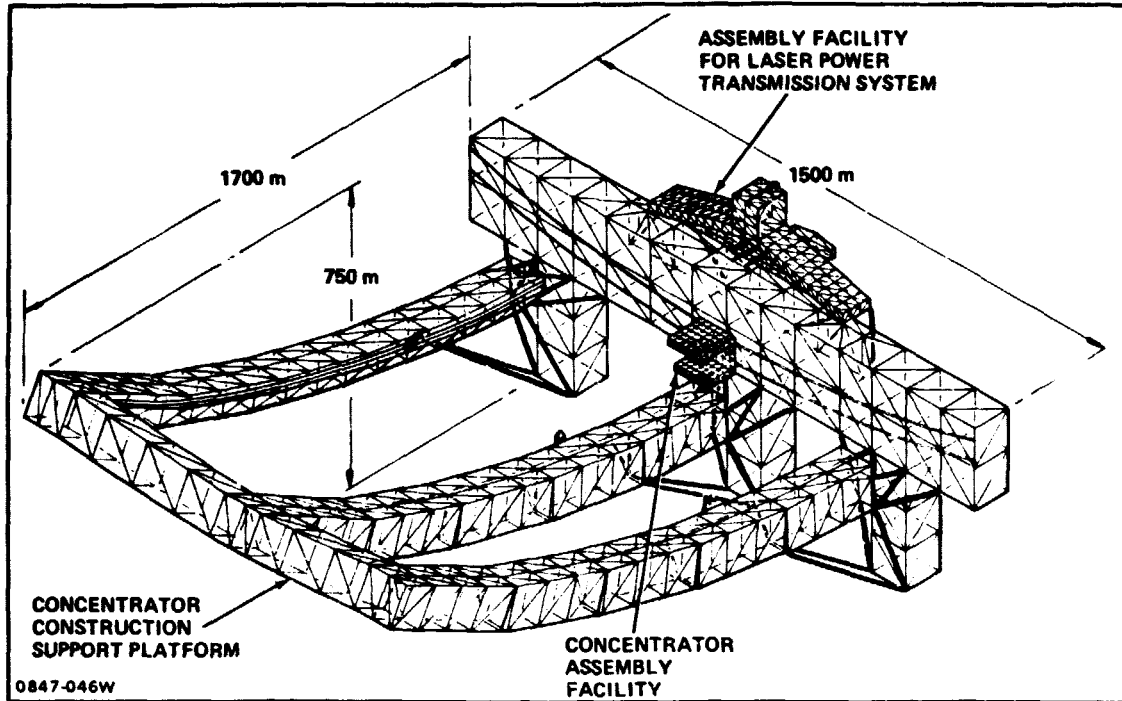 ASSEMBLY FACILITY
FOR LASER POWER
TRANSMISSION SYSTEM
1700 m
1500 m
750 m
CONCENTRATOR
CONSTRUCTION
SUPPORT PLATFORM
CONCENTRATOR
ASSEMBLY
FACILITY
0847-046W